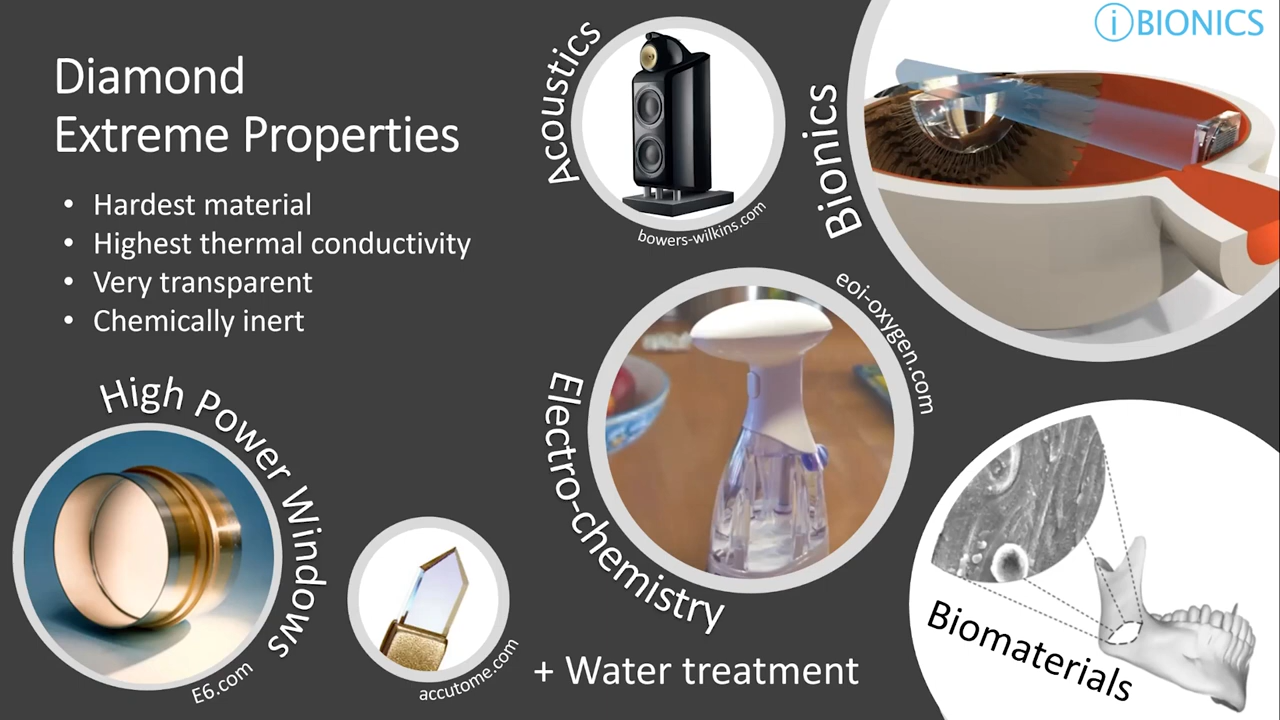 Diamond
Extreme Properties
• Hardest material
• Highest thermal conductivity
• Very transparent
• Chemically inert
High Power Windows
E6.com
accutome.com
Acoustics
bowers-wilkins.com
Bionics
i BIONICS
eoi-oxygen.com
Electro-chemistry
+ Water treatment
Biomaterials